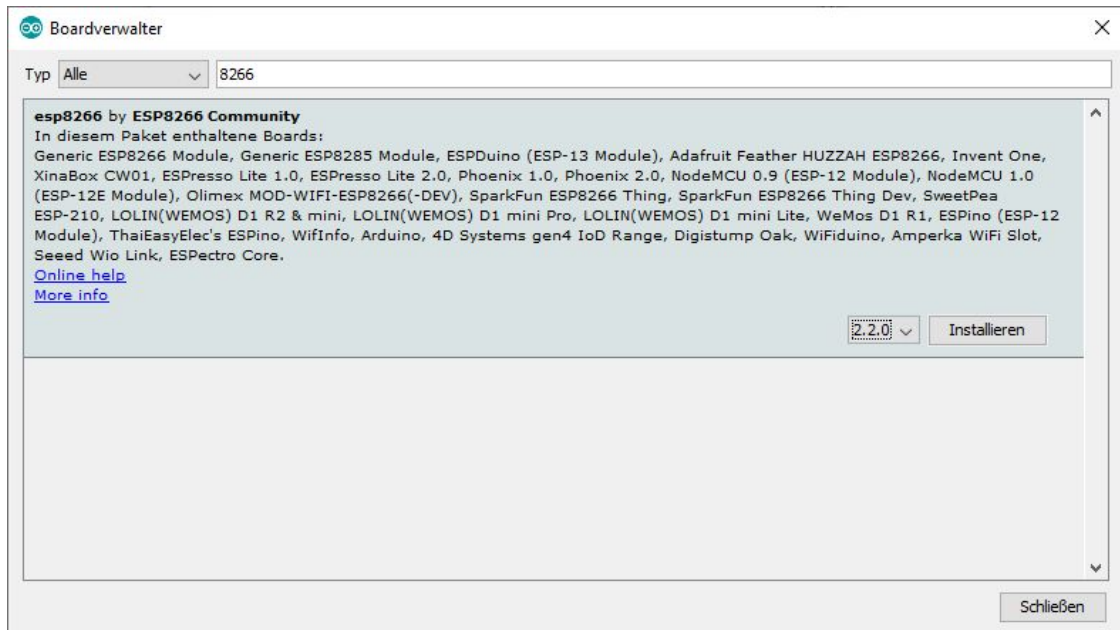 Boardverwalter
Typ Alle 8266
esp8266 by ESP8266 Community
In diesem Paket enthaltene Boards:
Generic ESP8266 Module, Generic ESP8285 Module, ESPDuino (ESP-13 Module), Adafruit Feather HUZZAH ESP8266, Invent One,
XinaBox CW01, ESPresso Lite 1.0, ESPresso Lite 2.0, Phoenix 1.0, Phoenix 2.0, NodeMCU 0.9 (ESP-12 Module), NodeMCU 1.0
(ESP-12E Module), Olimex MOD-WIFI-ESP8266(-DEV), SparkFun ESP8266 Thing, SparkFun ESP8266 Thing Dev, SweetPea
ESP-210, LOLIN(WEMOS) D1 R2 & mini, LOLIN(WEMOS) D1 mini Pro, LOLIN(WEMOS) D1 mini Lite, WeMos D1 R1, ESPino (ESP-12
Module), ThaiEasyElec's ESPino, WifInfo, Arduino, 4D Systems gen4 IoD Range, Digistump Oak, WiFiduino, Amperka WiFi Slot,
Seeed Wio Link, ESPectro Core.
Online help
More info
2.2.0 Installieren
Schließen